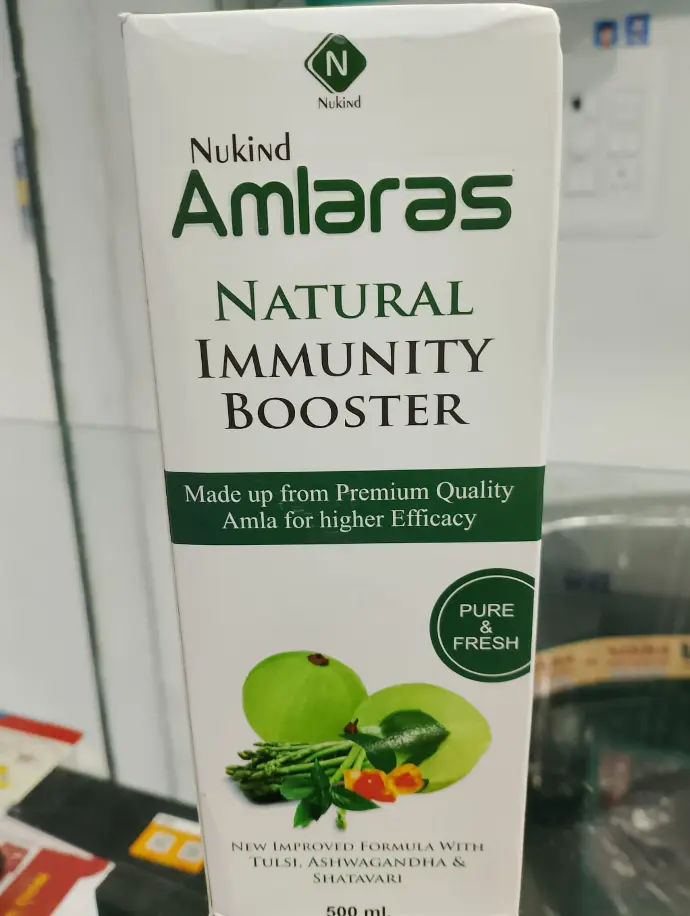 N
Nukind
Nukind
Amlaras
NATURAL
IMMUNITY
BOOSTER
Made up from Premium Quality
Amla for higher Efficacy
PURE
&
FRESH
NEW IMPROVED FORMULA WITH
TULSI, ASHWAGANDHA &
SHATAVARI
500 ml.